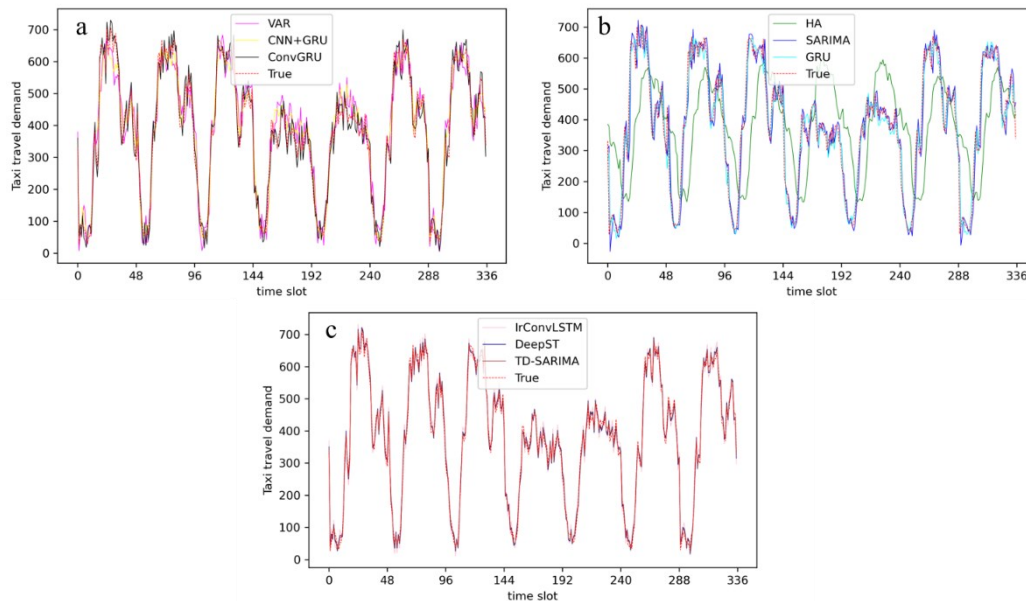 a
VAR
CNN+GRU
ConvGRU
True
Taxi travel demand
700
600
500
400
300
200
100
0
0 48 96 144 192 240 288 336
time slot
b
HA
SARIMA
GRU
True
Taxi travel demand
700
600
500
400
300
200
100
0
0 48 96 144 192 240 288 336
time slot
c
IrConvLSTM
DeepST
TD-SARIMA
True
Taxi travel demand
700
600
500
400
300
200
100
0
0 48 96 144 192 240 288 336
time slot